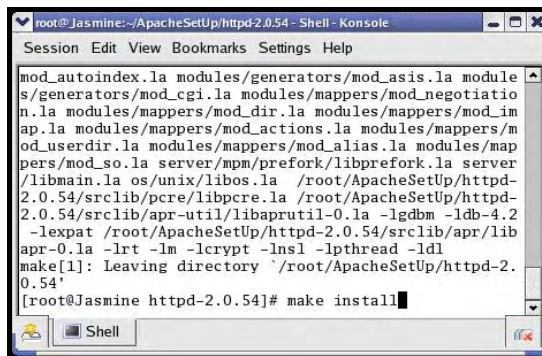 root@Jasmine:~/ApacheSetUp/httpd-2.0.54 - Shell - Konsole
Session Edit View Bookmarks Settings Help
mod_autoindex.la modules/generators/mod_asis.la module
s/generators/mod_cgi.la modules/mappers/mod_negotiatio
n.la modules/mappers/mod_dir.la modules/mappers/mod_im
ap.la modules/mappers/mod_actions.la modules/mappers/m
od_userdir.la modules/mappers/mod_alias.la modules/map
pers/mod_so.la server/mpm/prefork/libprefork.la server
/libmain.la os/unix/libos.la /root/ApacheSetUp/httpd-
2.0.54/srclib/pcre/libpcre.la /root/ApacheSetUp/httpd-
2.0.54/srclib/apr-util/libaprutil-0.la -lgdbm -ldb-4.2
-lexpat /root/ApacheSetUp/httpd-2.0.54/srclib/apr/lib
apr-0.la -lrt -lm -lcrypt -lnsl -lpthread -ldl
make[1]: Leaving directory `/root/ApacheSetUp/httpd-2.
0.54'
[root@Jasmine httpd-2.0.54]# make install
Shell